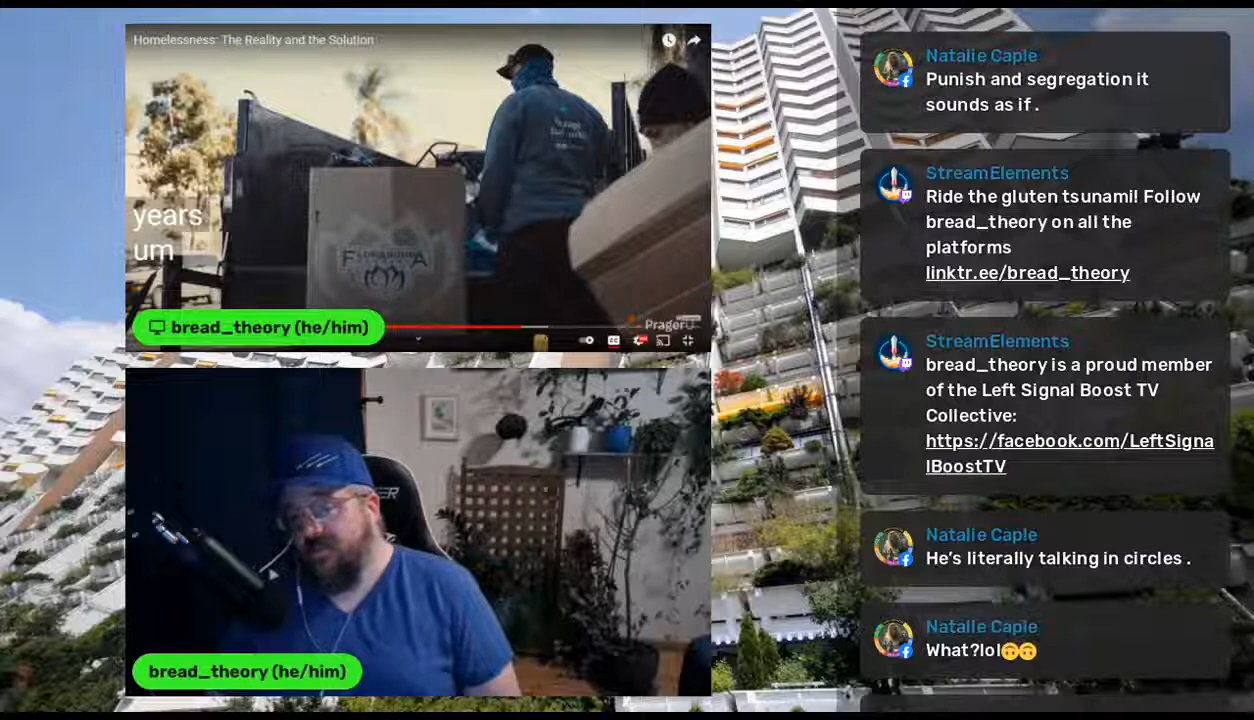 Homelessness: The Reality and the Solution
years
um
bread_theory (he/him)
PragerU
bread_theory (he/him)
Natalie Caple
Punish and segregation it
sounds as if .
StreamElements
Ride the gluten tsunami! Follow
bread_theory on all the
platforms
linktr.ee/bread_theory
StreamElements
bread_theory is a proud member
of the Left Signal Boost TV
Collective:
https://facebook.com/LeftSigna
lBoostTV
Natalie Caple
He’s literally talking in circles .
Natalie Caple
What?lol🙃🙃